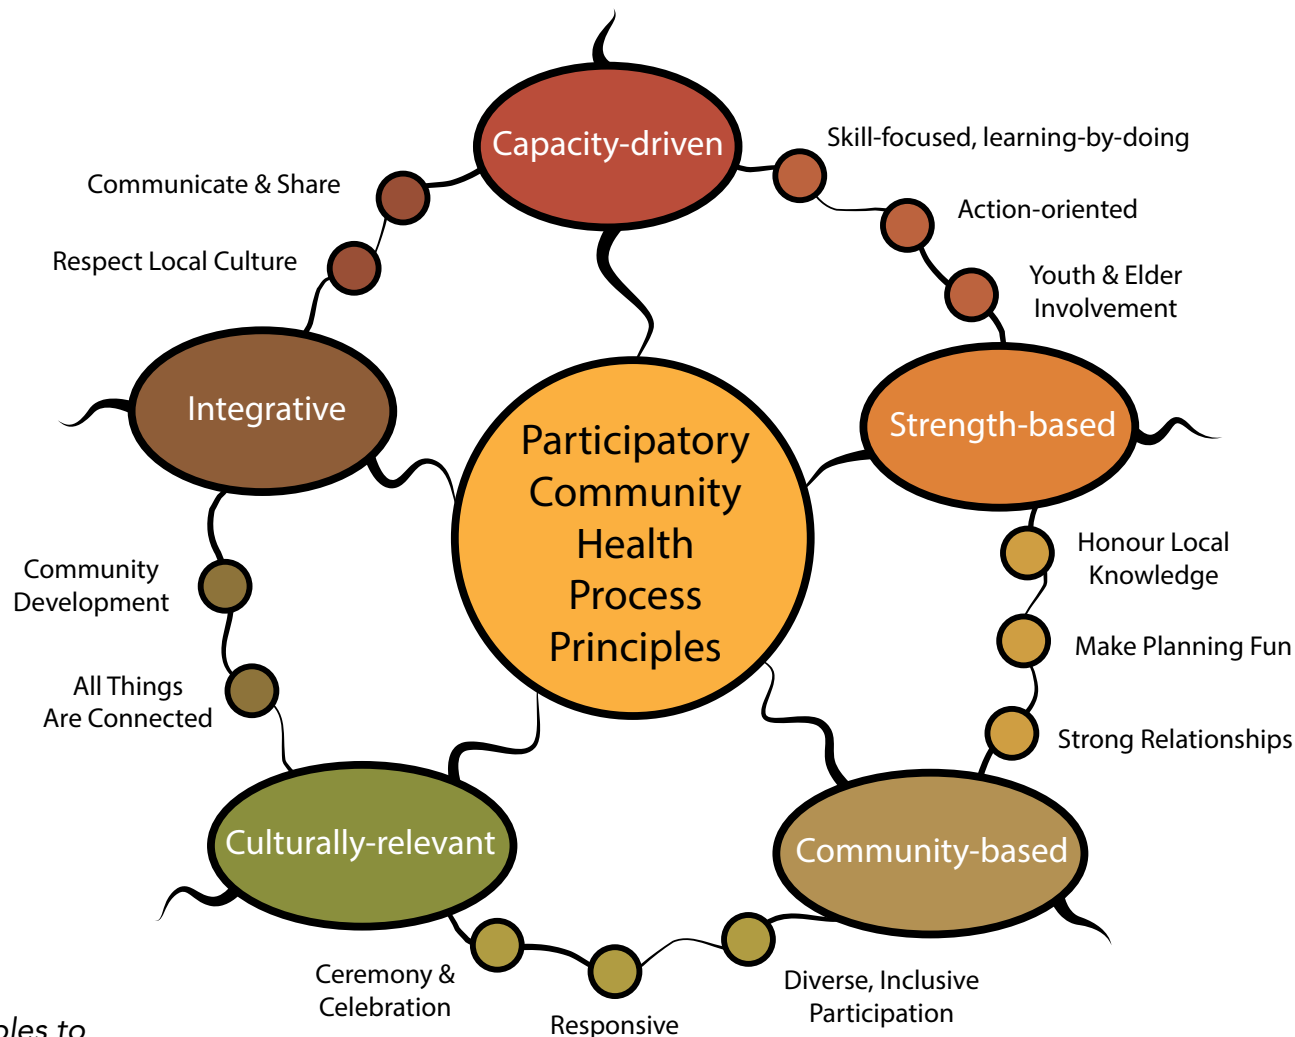 Capacity-driven
Skill-focused, learning-by-doing
Communicate & Share
Action-oriented
Respect Local Culture
Youth & Elder
Involvement
Integrative
Strength-based
Participatory
Community
Health
Process
Principles
Honour Local
Knowledge
Community
Development
Make Planning Fun
All Things
Are Connected
Strong Relationships
Culturally-relevant
Community-based
Ceremony &
Celebration
Diverse, Inclusive
Participation
Responsive
to